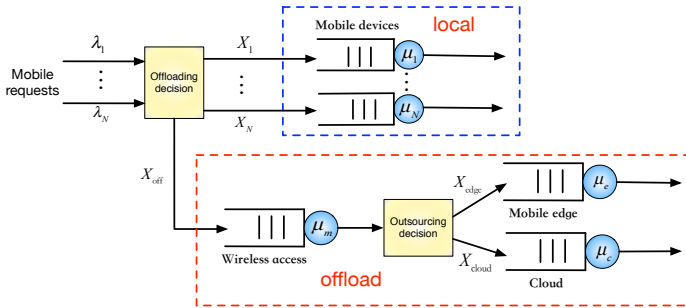 Mobile devices
local
λ1
X1
μ1
Mobile requests
Offloading decision
λN
XN
μN
Xoff
Xedge
μe
Mobile edge
μm
Outsourcing decision
Wireless access
Xcloud
μc
Cloud
offload